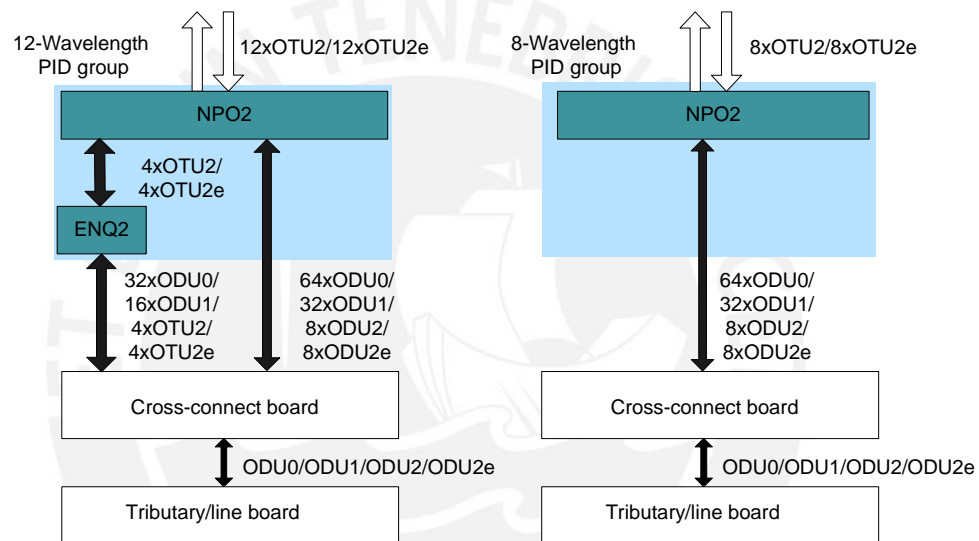 12-Wavelength
PID group
12xOTU2/12xOTU2e
NPO2
4xOTU2/
4xOTU2e
ENQ2
32xODU0/
16xODU1/
4xOTU2/
4xOTU2e
64xODU0/
32xODU1/
8xODU2/
8xODU2e
Cross-connect board
ODU0/ODU1/ODU2/ODU2e
Tributary/line board
8-Wavelength
PID group
8xOTU2/8xOTU2e
NPO2
64xODU0/
32xODU1/
8xODU2/
8xODU2e
Cross-connect board
ODU0/ODU1/ODU2/ODU2e
Tributary/line board